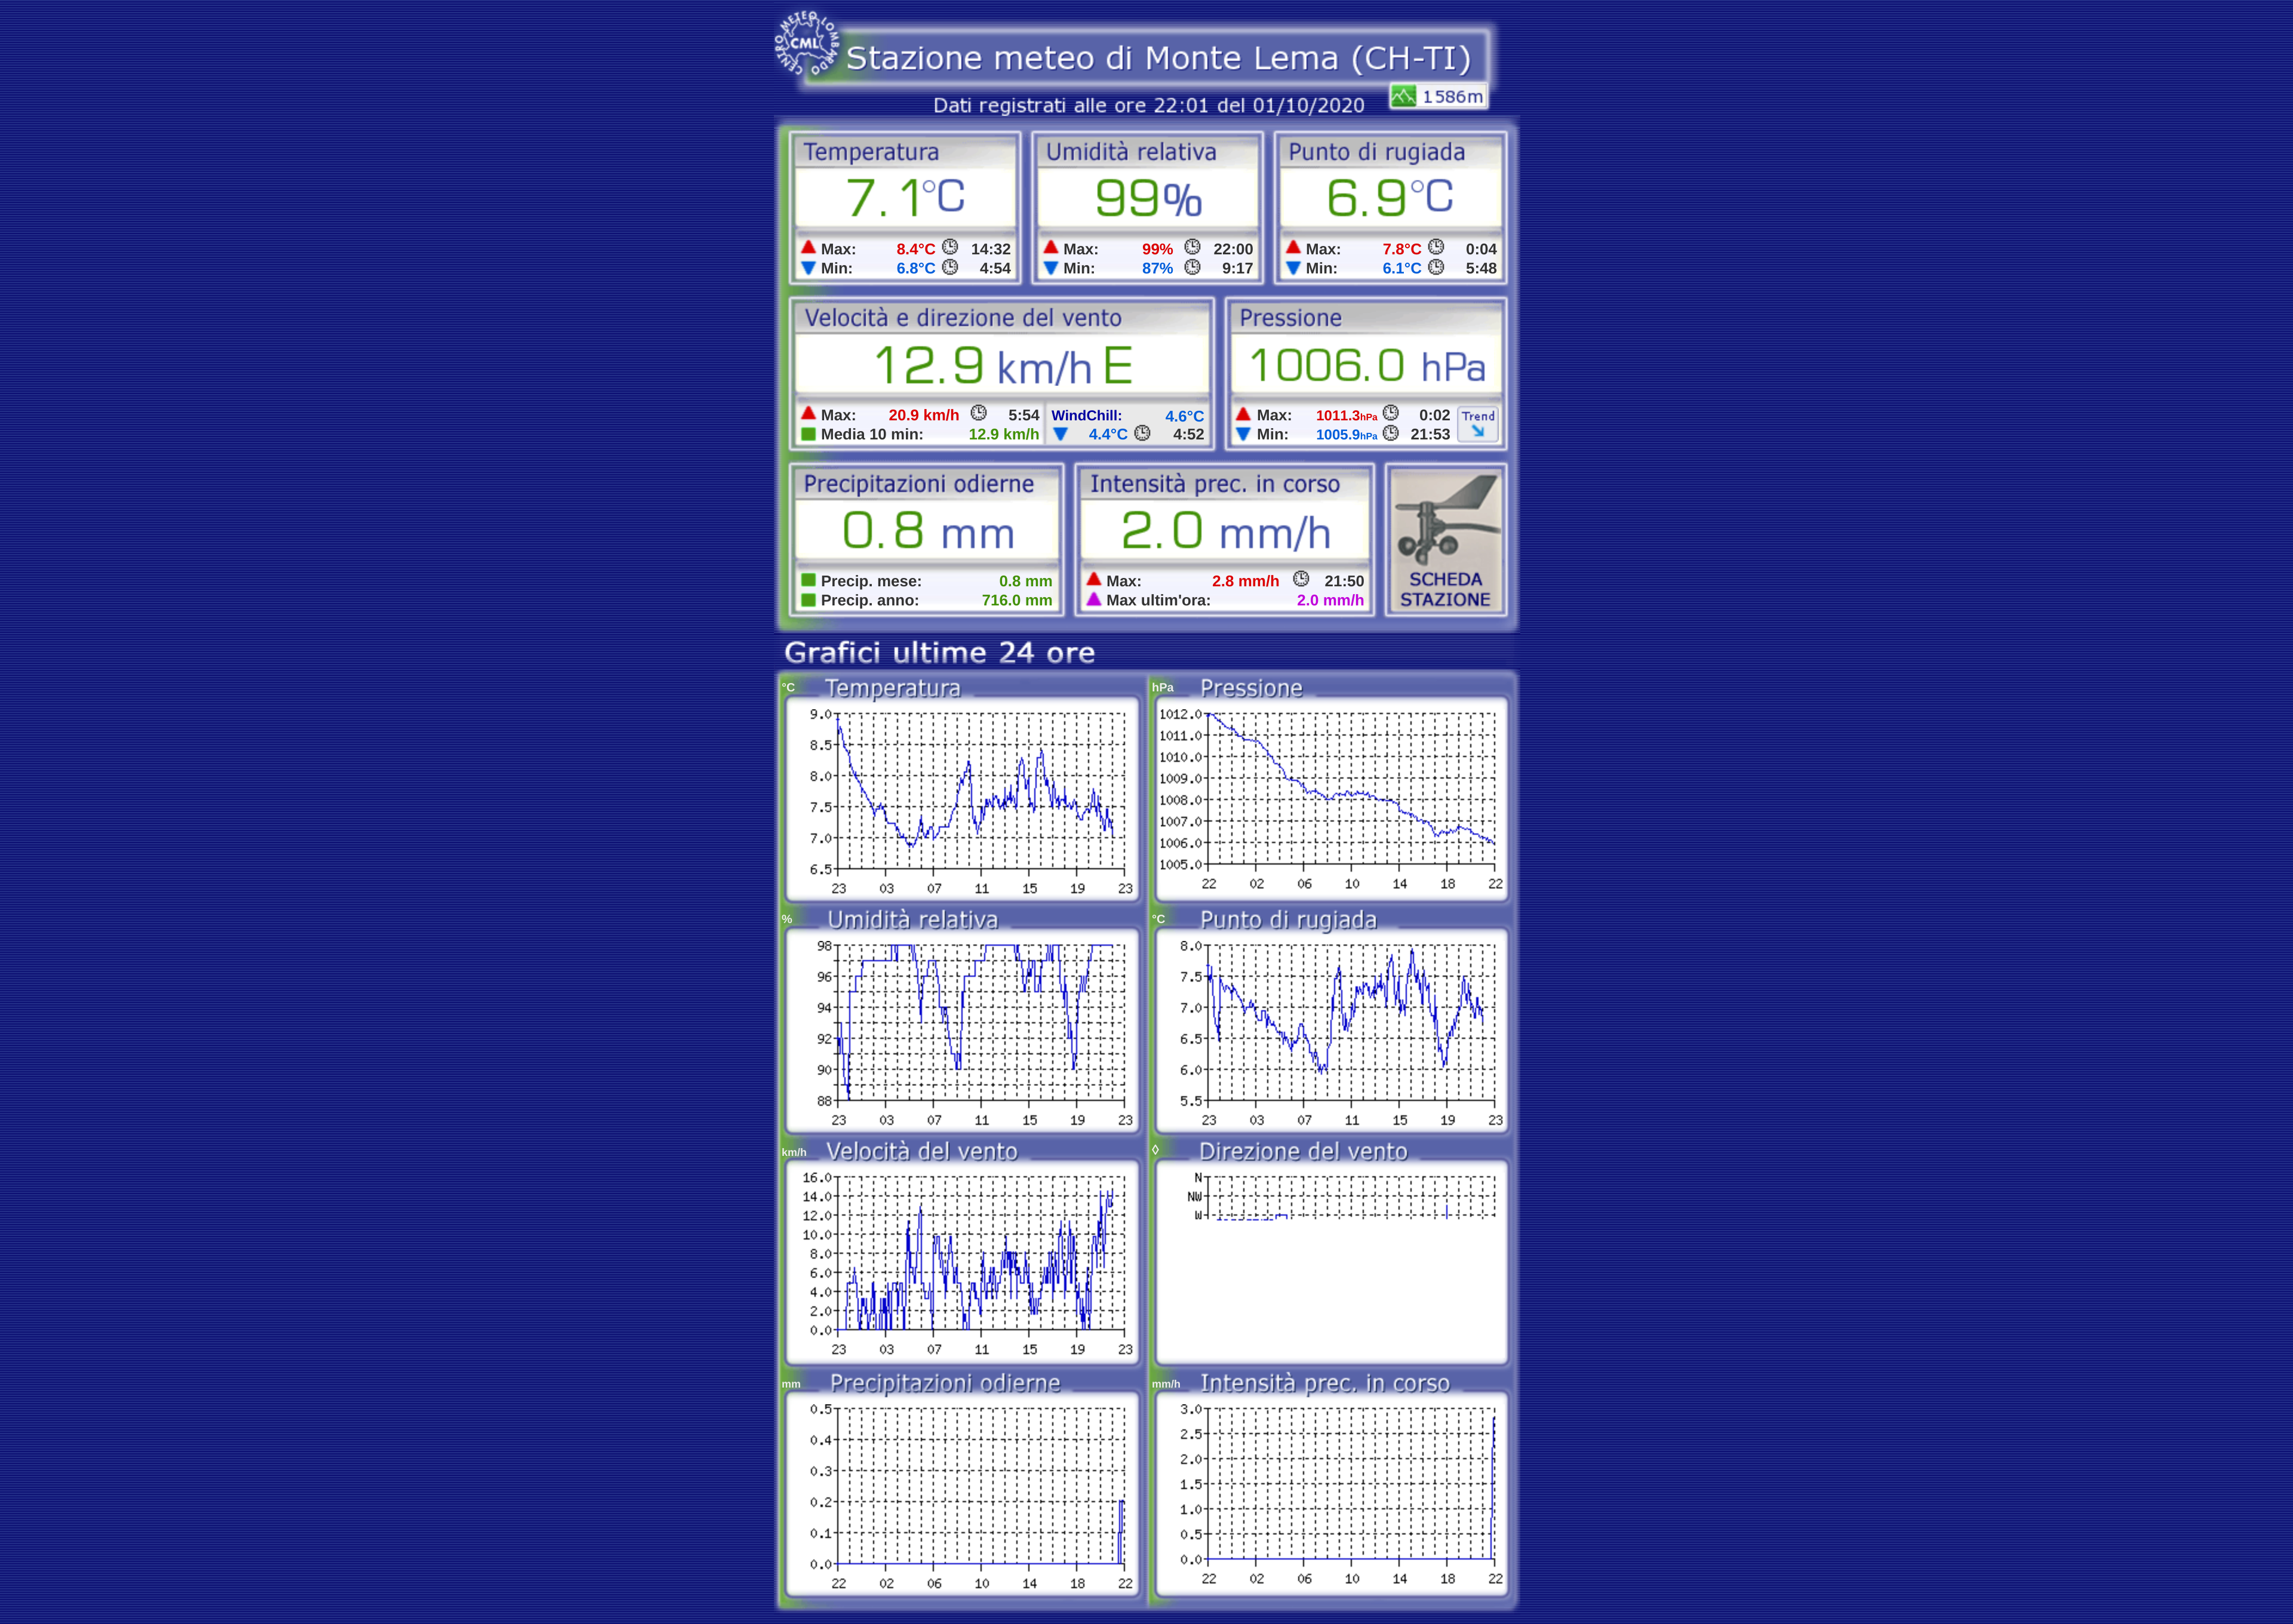 CENTRO METEO LOMBARDO
CML
Stazione meteo di Monte Lema (CH-TI)
Dati registrati alle ore 22:01 del 01/10/2020
1586m
Temperatura
7.1°C
Max: 8.4°C 14:32
Min: 6.8°C 4:54
Umidità relativa
99%
Max: 99% 22:00
Min: 87% 9:17
Punto di rugiada
6.9°C
Max: 7.8°C 0:04
Min: 6.1°C 5:48
Velocità e direzione del vento
12.9 km/h E
Max: 20.9 km/h 5:54
Media 10 min: 12.9 km/h
WindChill: 4.6°C
4.4°C 4:52
Pressione
1006.0 hPa
Max: 1011.3hPa 0:02
Min: 1005.9hPa 21:53
Trend
Precipitazioni odierne
0.8 mm
Precip. mese: 0.8 mm
Precip. anno: 716.0 mm
Intensità prec. in corso
2.0 mm/h
Max: 2.8 mm/h 21:50
Max ultim'ora: 2.0 mm/h
SCHEDA
STAZIONE
Grafici ultime 24 ore
°C Temperatura
9.0
8.5
8.0
7.5
7.0
6.5
23 03 07 11 15 19 23
hPa Pressione
1012.0
1011.0
1010.0
1009.0
1008.0
1007.0
1006.0
1005.0
22 02 06 10 14 18 22
% Umidità relativa
98
96
94
92
90
88
23 03 07 11 15 19 23
°C Punto di rugiada
8.0
7.5
7.0
6.5
6.0
5.5
23 03 07 11 15 19 23
km/h Velocità del vento
16.0
14.0
12.0
10.0
8.0
6.0
4.0
2.0
0.0
23 03 07 11 15 19 23
◊ Direzione del vento
N
NW
W
mm Precipitazioni odierne
0.5
0.4
0.3
0.2
0.1
0.0
22 02 06 10 14 18 22
mm/h Intensità prec. in corso
3.0
2.5
2.0
1.5
1.0
0.5
0.0
22 02 06 10 14 18 22